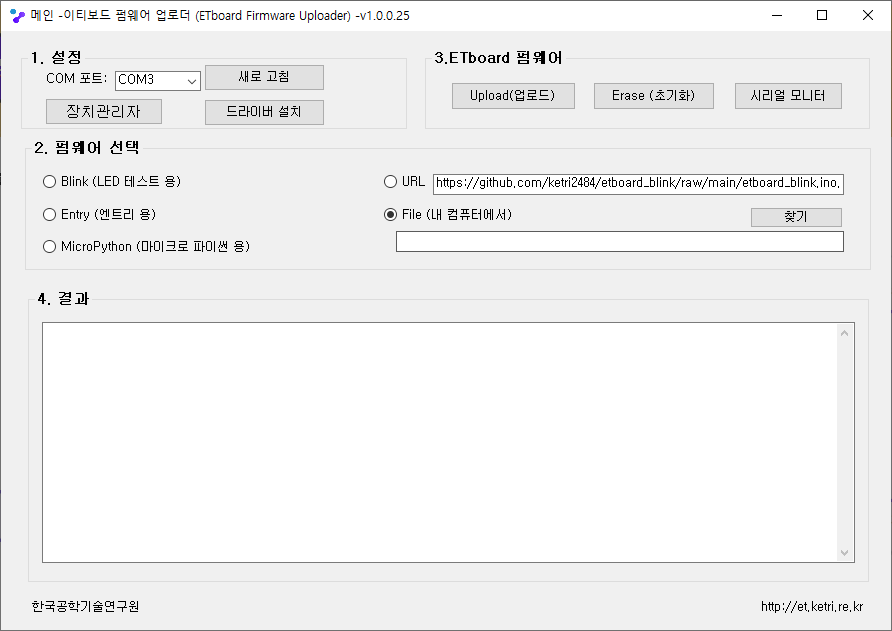 메인 -이티보드 펌웨어 업로더 (ETboard Firmware Uploader) -v1.0.0.25
1. 설정
COM 포트: COM3 새로 고침
장치관리자 드라이버 설치
3.ETboard 펌웨어
Upload(업로드) Erase (초기화) 시리얼 모니터
2. 펌웨어 선택
Blink (LED 테스트 용)
Entry (엔트리 용)
MicroPython (마이크로 파이썬 용)
URL https://github.com/ketri2484/etboard_blink/raw/main/etboard_blink.ino.
File (내 컴퓨터에서) 찾기
4. 결과
한국공학기술연구원 http://et.ketri.re.kr